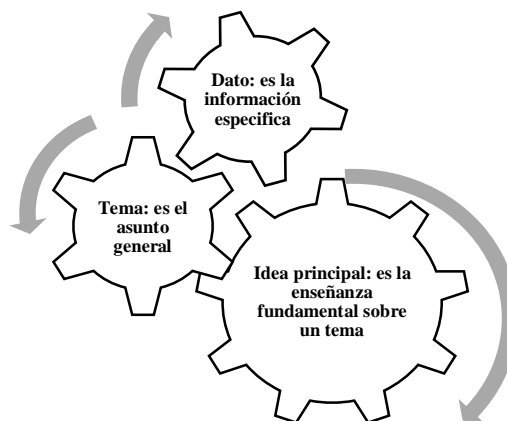 Dato: es la
información
especifica
Tema: es el
asunto
general
Idea principal: es la
enseñanza
fundamental sobre
un tema